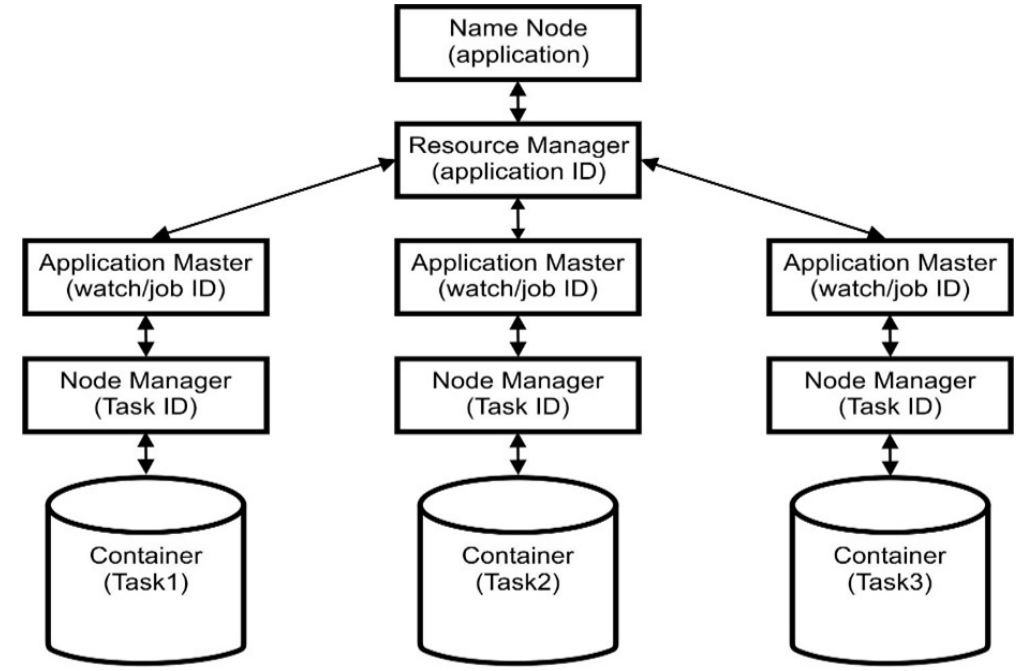 Name Node
(application)
Resource Manager
(application ID)
Application Master
(watch/job ID)
Application Master
(watch/job ID)
Application Master
(watch/job ID)
Node Manager
(Task ID)
Node Manager
(Task ID)
Node Manager
(Task ID)
Container
(Task1)
Container
(Task2)
Container
(Task3)